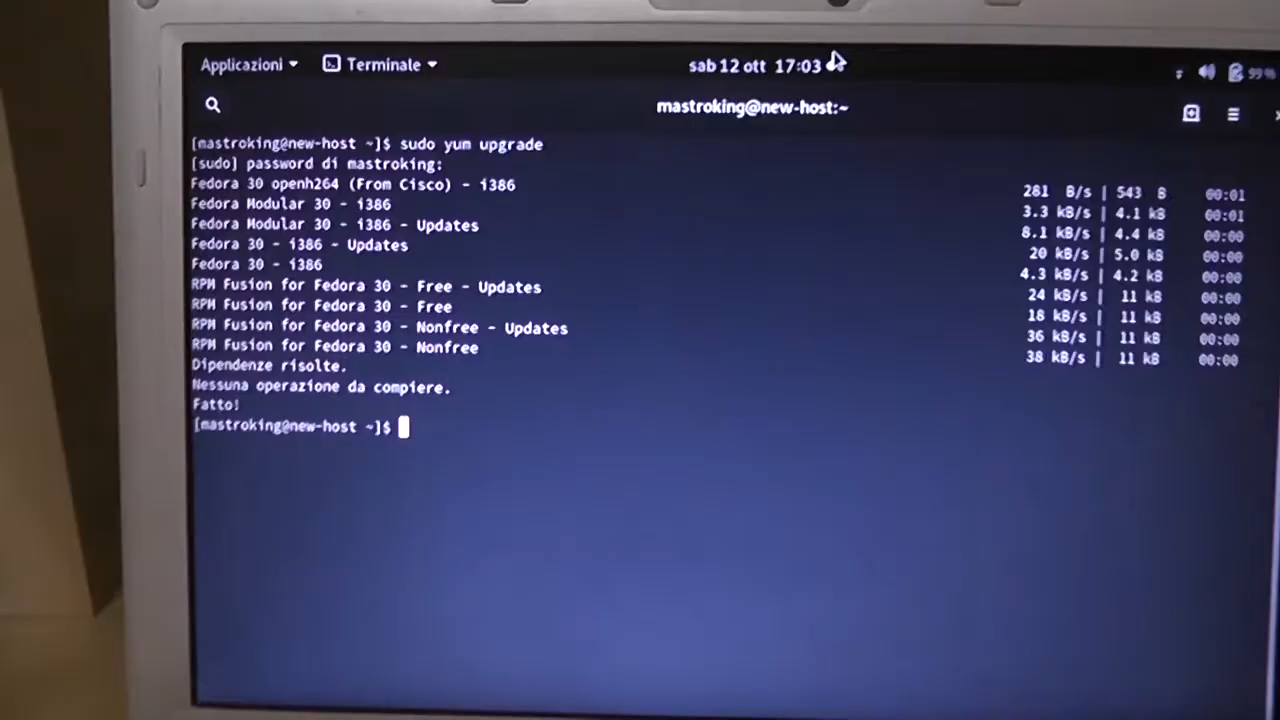 Applicazioni Terminale sab 12 ott 17:03 99%
mastroking@new-host:~
[mastroking@new-host ~]$ sudo yum upgrade
[sudo] password di mastroking:
Fedora 30 openh264 (From Cisco) - i386 281 B/s | 543 B 00:01
Fedora Modular 30 - i386 3.3 kB/s | 4.1 kB 00:01
Fedora Modular 30 - i386 - Updates 8.1 kB/s | 4.4 kB 00:00
Fedora 30 - i386 - Updates 20 kB/s | 5.0 kB 00:00
Fedora 30 - i386 4.3 kB/s | 4.2 kB 00:00
RPM Fusion for Fedora 30 - Free - Updates 24 kB/s | 11 kB 00:00
RPM Fusion for Fedora 30 - Free 18 kB/s | 11 kB 00:00
RPM Fusion for Fedora 30 - Nonfree - Updates 36 kB/s | 11 kB 00:00
RPM Fusion for Fedora 30 - Nonfree 38 kB/s | 11 kB 00:00
Dipendenze risolte.
Nessuna operazione da compiere.
Fatto!
[mastroking@new-host ~]$